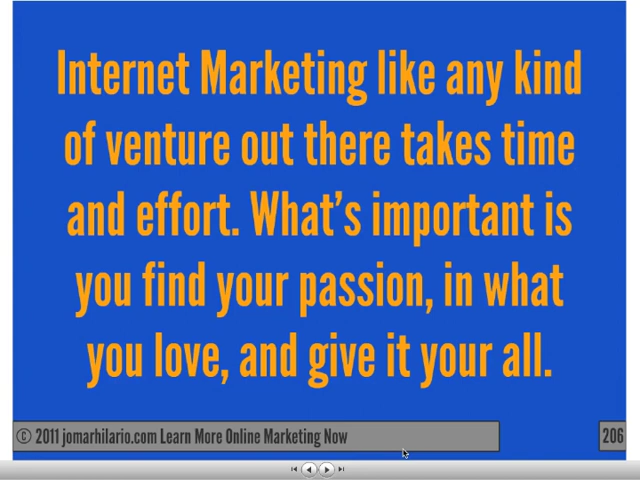 Internet Marketing like any kind
of venture out there takes time
and effort. What's important is
you find your passion, in what
you love, and give it your all.
© 2011 jomarhilario.com Learn More Online Marketing Now
206